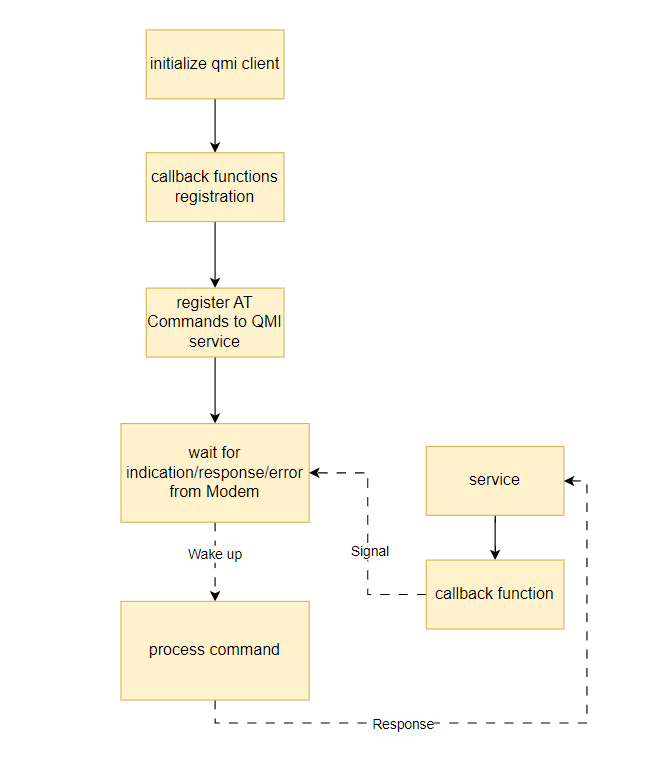 initialize qmi client
callback functions
registration
register AT
Commands to QMI
service
wait for
indication/response/error
from Modem
service
Wake up
Signal
callback function
process command
Response